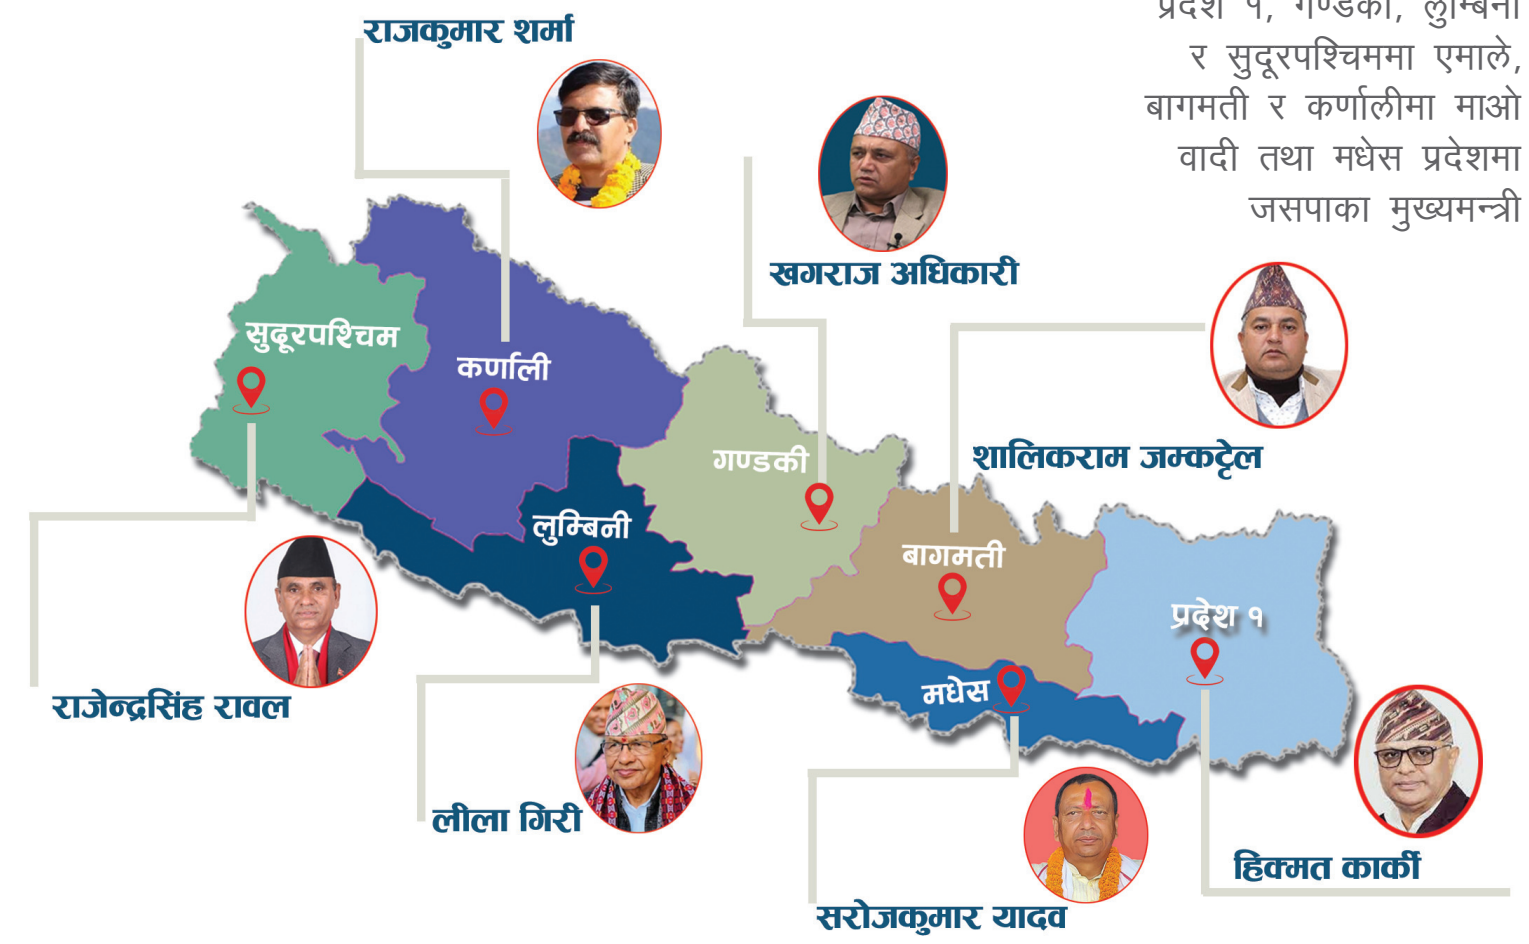 राजकुमार शर्मा
प्रदेश १, गण्डकी, लुम्बिनी
र सुदूरपश्चिममा एमाले,
बागमती र कर्णालीमा माओ
वादी तथा मधेस प्रदेशमा
जसपाका मुख्यमन्त्री
खगराज अधिकारी
सुदूरपश्चिम
कर्णाली
गण्डकी
शालिकराम जम्कट्टेल
लुम्बिनी
बागमती
प्रदेश १
मधेस
राजेन्द्रसिंह रावल
लीला गिरी
हिक्मत कार्की
सरोजकुमार यादव